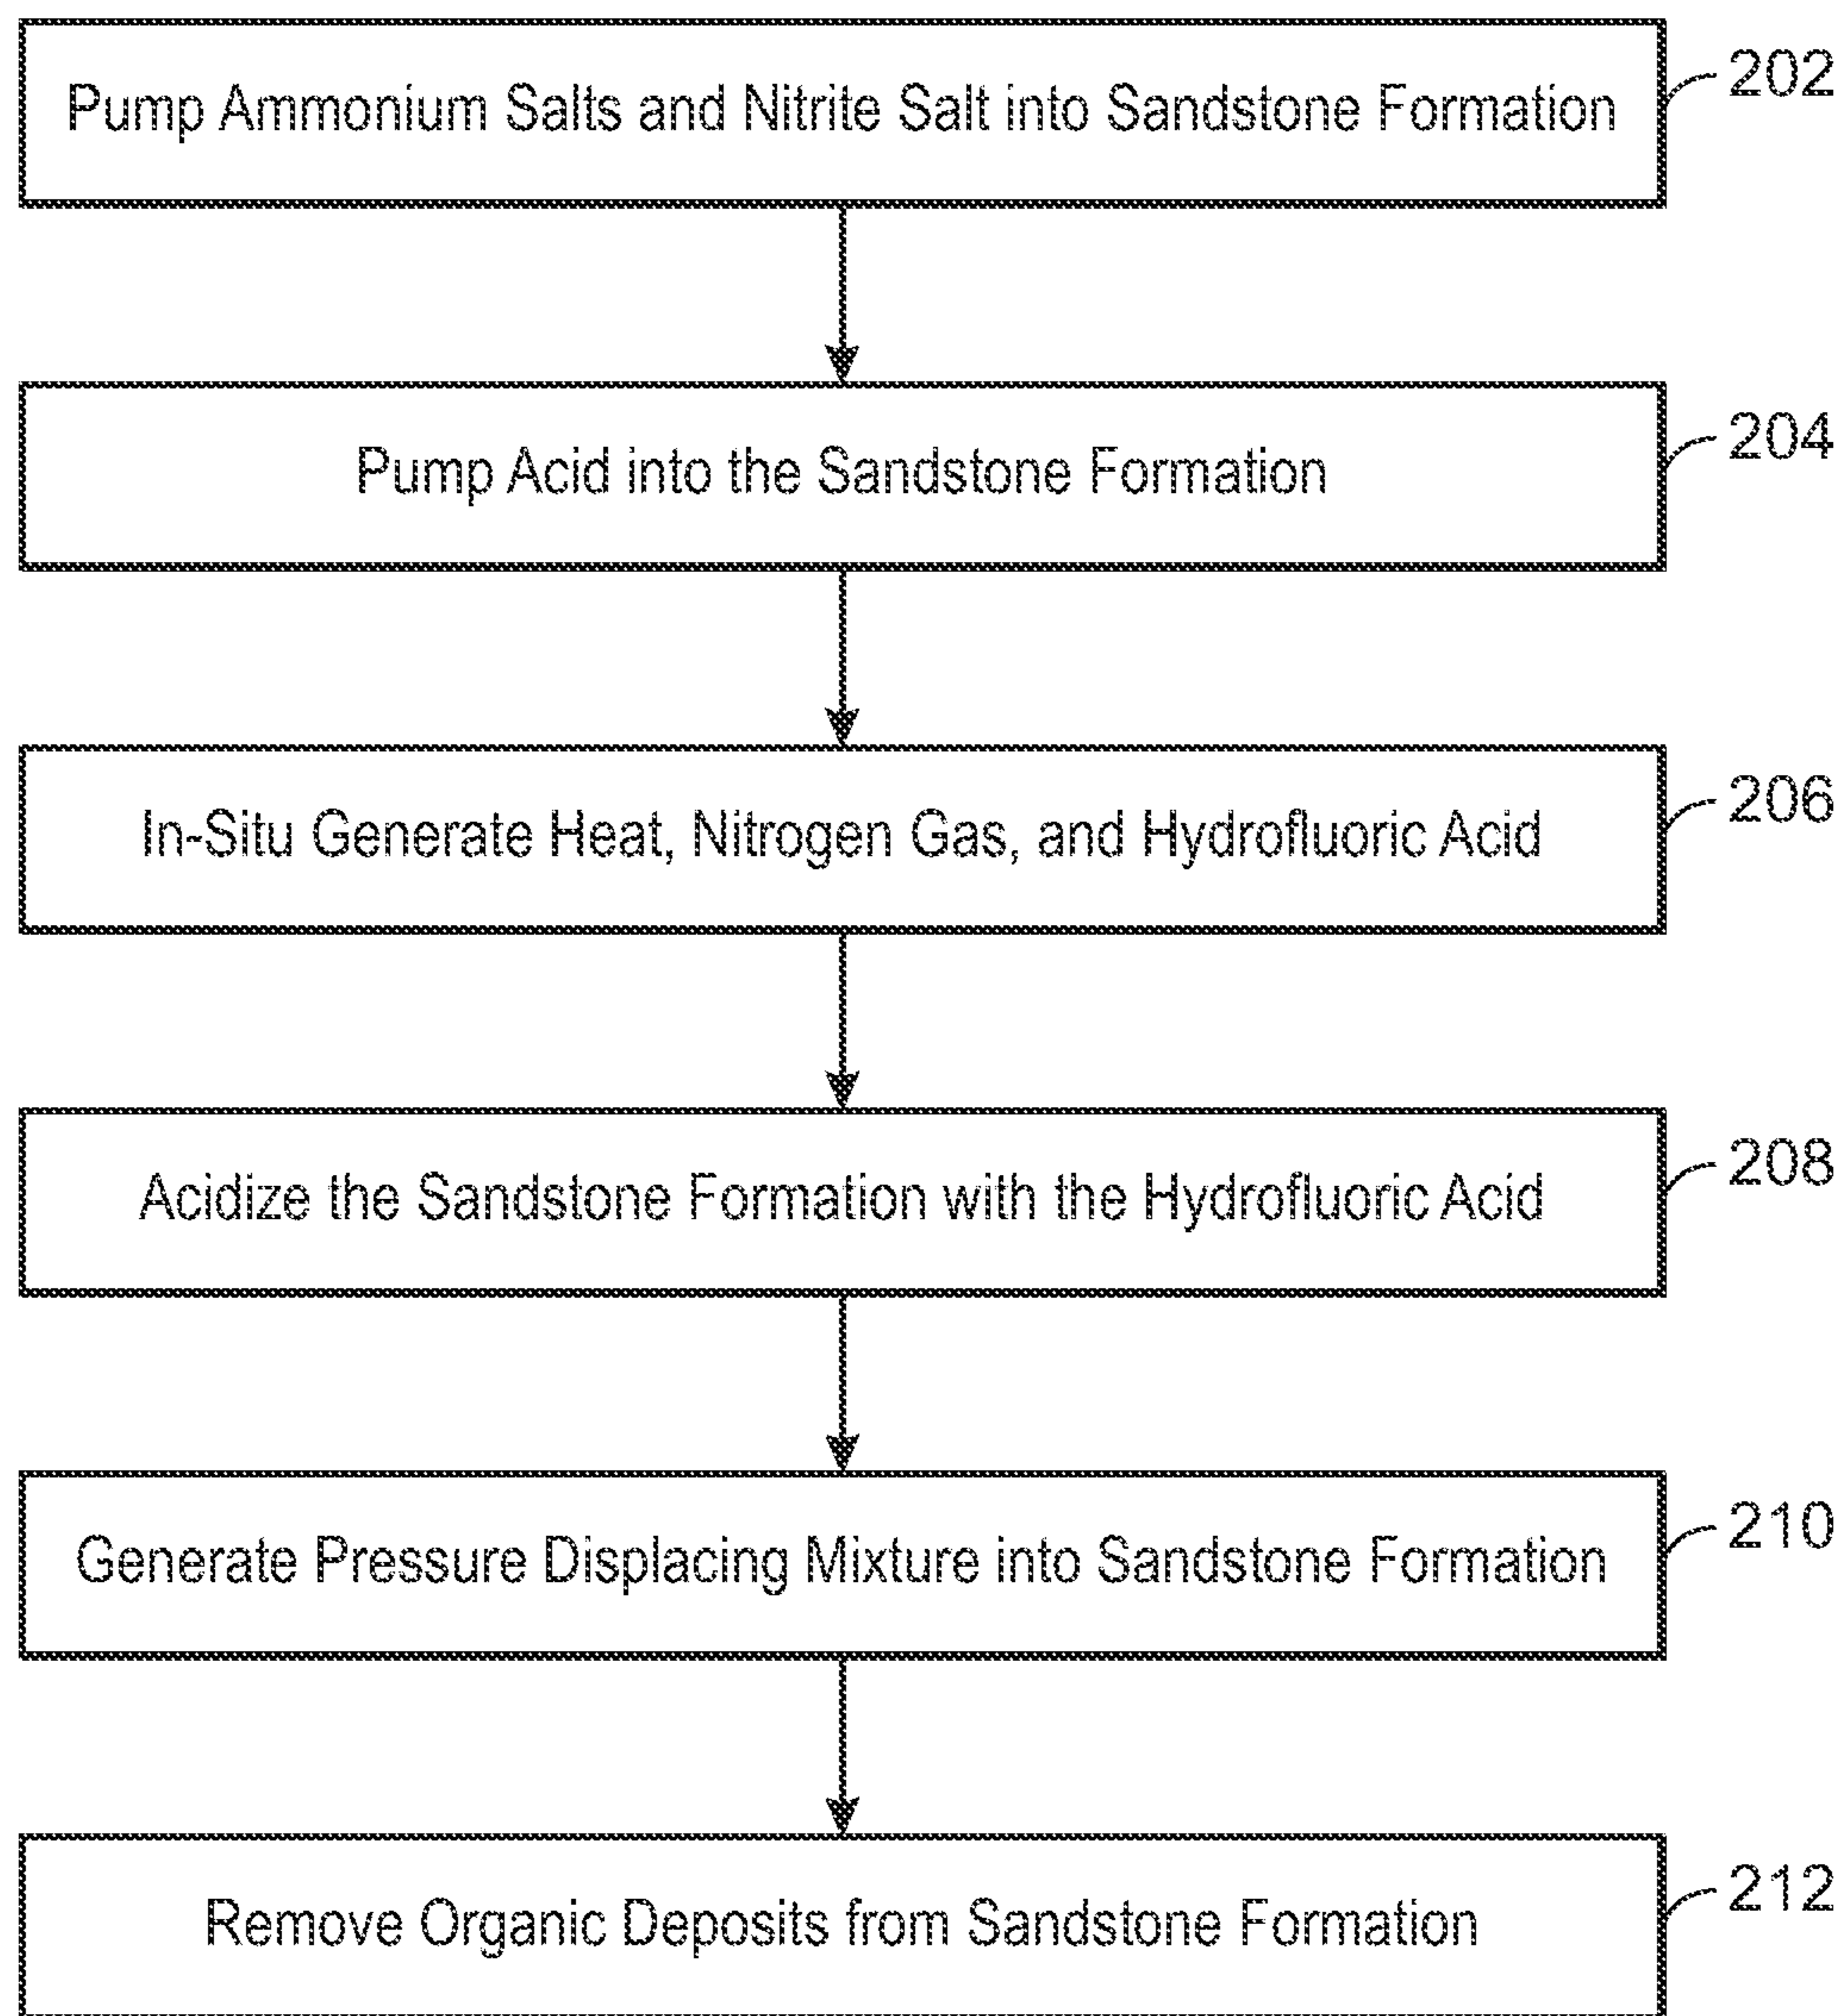 Pump Ammonium Salts and Nitrite Salt into Sandstone Formation
202
Pump Acid into the Sandstone Formation
204
In-Situ Generate Heat, Nitrogen Gas, and Hydrofluoric Acid
206
Acidize the Sandstone Formation with the Hydrofluoric Acid
208
Generate Pressure Displacing Mixture into Sandstone Formation
210
Remove Organic Deposits from Sandstone Formation
212